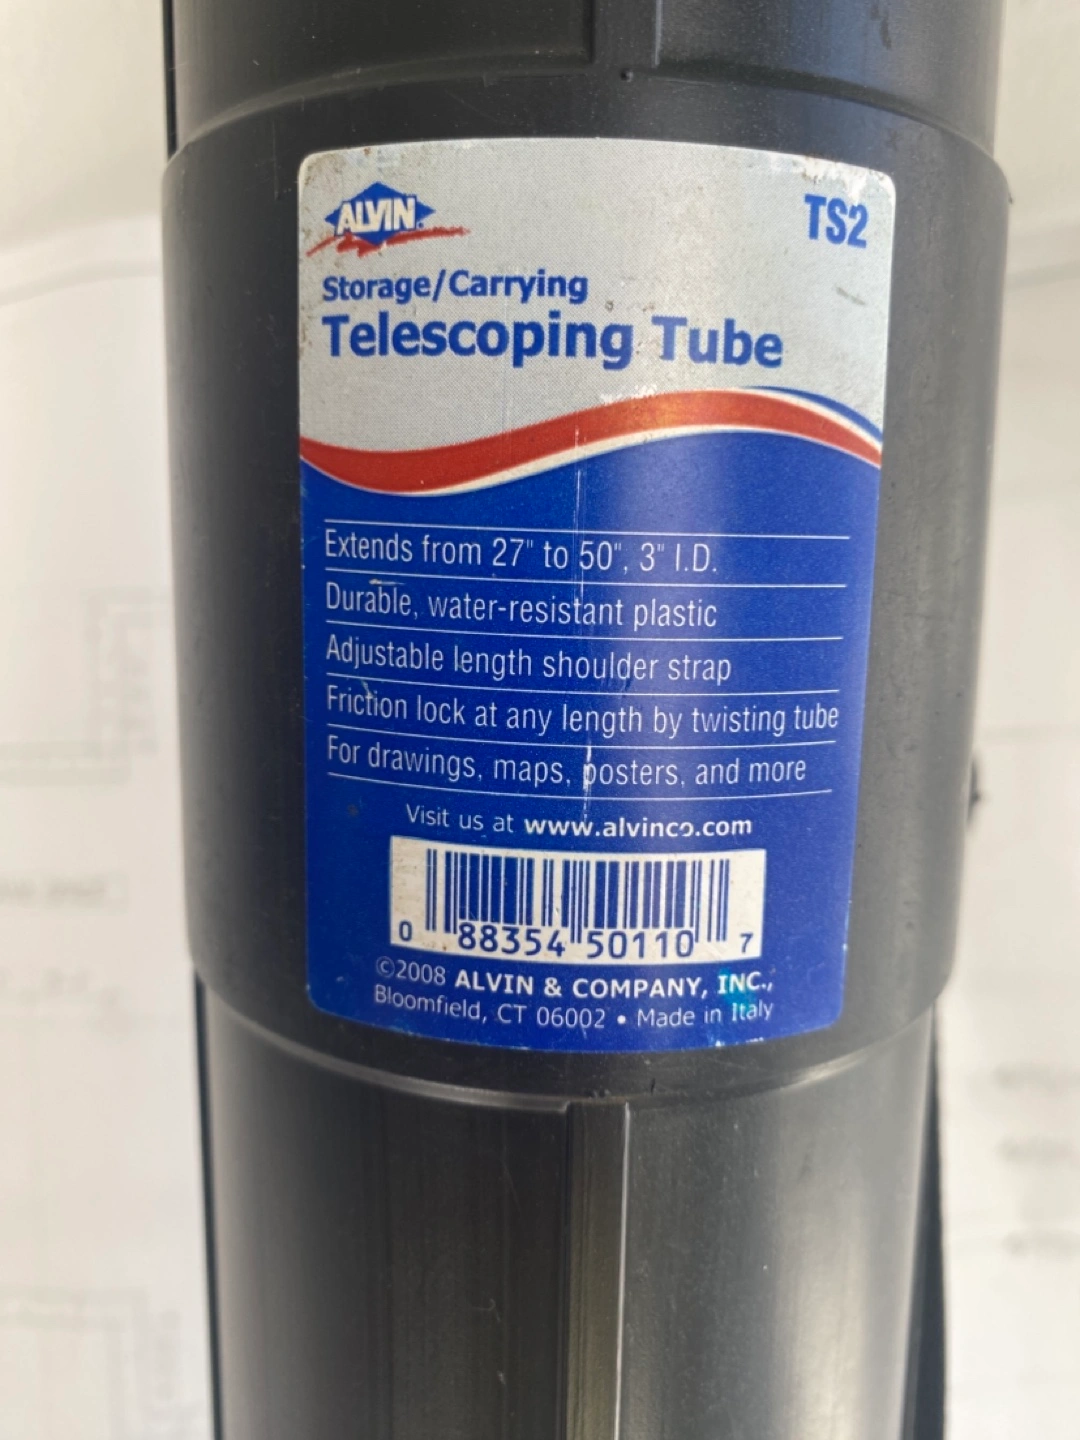 ALVIN®
TS2
Storage/Carrying
Telescoping Tube
Extends from 27" to 50", 3" I.D.
Durable, water-resistant plastic
Adjustable length shoulder strap
Friction lock at any length by twisting tube
For drawings, maps, posters, and more
Visit us at www.alvinco.com
0 88354 50110 7
©2008 ALVIN & COMPANY, INC.,
Bloomfield, CT 06002 • Made in Italy